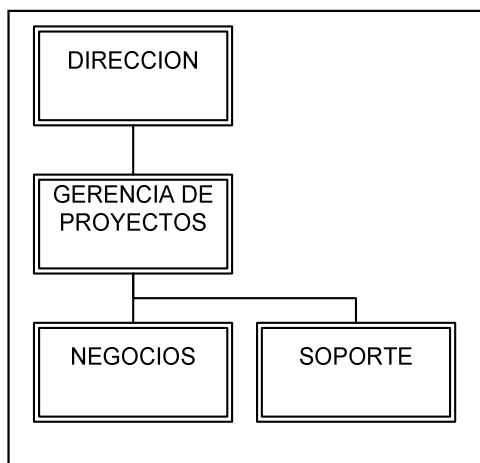 DIRECCION
GERENCIA DE
PROYECTOS
NEGOCIOS
SOPORTE